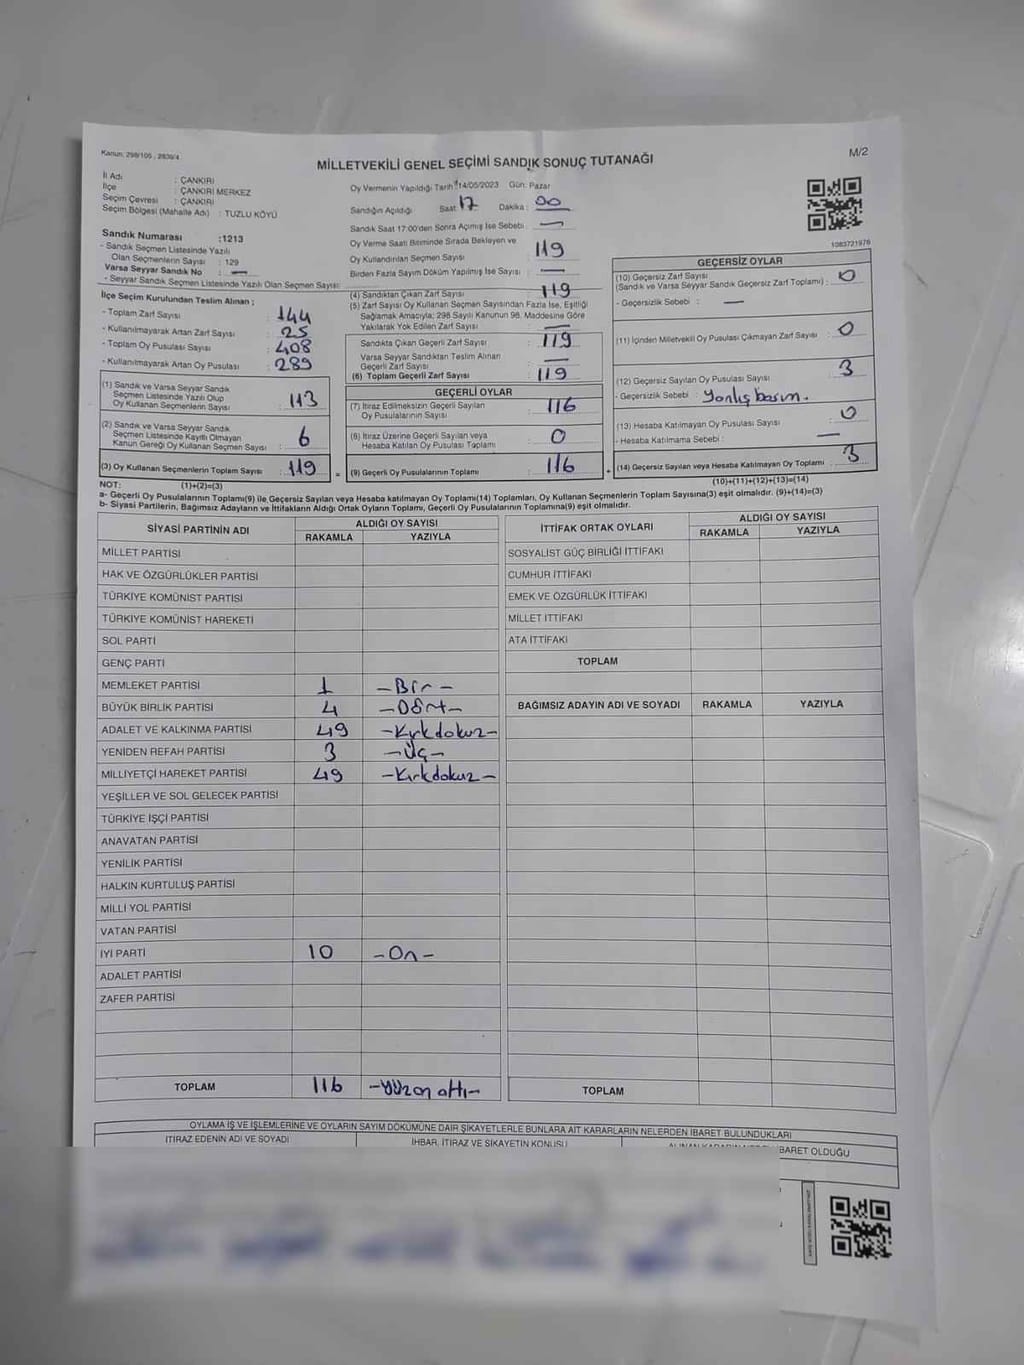 Kanun: 298/105, 2839/4
MİLLETVEKİLİ GENEL SEÇİMİ SANDIK SONUÇ TUTANAĞI
M/2
İl Adı : ÇANKIRI
İlçe : ÇANKIRI MERKEZ
Seçim Çevresi : ÇANKIRI
Seçim Bölgesi (Mahalle Adı) : TUZLU KÖYÜ
Sandık Numarası : 1213
- Sandık Seçmen Listesinde Yazılı
Olan Seçmenlerin Sayısı : 129
Varsa Seyyar Sandık No : —
- Seyyar Sandık Seçmen Listesinde Yazılı Olan Seçmen Sayısı:
İlçe Seçim Kurulundan Teslim Alınan ;
- Toplam Zarf Sayısı : 144
- Kullanılmayarak Artan Zarf Sayısı : 25
- Toplam Oy Pusulası Sayısı : 408
- Kullanılmayarak Artan Oy Pusulası : 289
(1) Sandık ve Varsa Seyyar Sandık
Seçmen Listesinde Yazılı Olup
Oy Kullanan Seçmenlerin Sayısı : 113
(2) Sandık ve Varsa Seyyar Sandık
Seçmen Listesinde Kayıtlı Olmayan
Kanun Gereği Oy Kullanan Seçmen Sayısı : 6
(3) Oy Kullanan Seçmenlerin Toplam Sayısı : 119 =
Oy Vermenin Yapıldığı Tarih : 14/05/2023 Gün: Pazar
Sandığın Açıldığı Saat : 17 Dakika : 00
Sandık Saat 17:00'den Sonra Açılmış İse Sebebi : —
Oy Verme Saati Bitiminde Sırada Bekleyen ve
Oy Kullandırılan Seçmen Sayısı : 119
Birden Fazla Sayım Döküm Yapılmış İse Sayısı : —
(4) Sandıktan Çıkan Zarf Sayısı : 119
(5) Zarf Sayısı Oy Kullanan Seçmen Sayısından Fazla İse, Eşitliği
Sağlamak Amacıyla; 298 Sayılı Kanunun 98. Maddesine Göre
Yakılarak Yok Edilen Zarf Sayısı : —
Sandıkta Çıkan Geçerli Zarf Sayısı : 119
Varsa Seyyar Sandıktan Teslim Alınan
Geçerli Zarf Sayısı : —
(6) Toplam Geçerli Zarf Sayısı : 119
GEÇERLİ OYLAR
(7) İtiraz Edilmeksizin Geçerli Sayılan
Oy Pusulalarının Sayısı : 116
(8) İtiraz Üzerine Geçerli Sayılan veya
Hesaba Katılan Oy Pusulası Toplamı : 0
(9) Geçerli Oy Pusulalarının Toplamı : 116 +
1083721976
GEÇERSİZ OYLAR
(10) Geçersiz Zarf Sayısı
(Sandık ve Varsa Seyyar Sandık Geçersiz Zarf Toplamı) : 0
- Geçersizlik Sebebi : —
(11) İçinden Milletvekili Oy Pusulası Çıkmayan Zarf Sayısı : 0
(12) Geçersiz Sayılan Oy Pusulası Sayısı : 3
- Geçersizlik Sebebi : Yanlış basım.
(13) Hesaba Katılmayan Oy Pusulası Sayısı : 0
- Hesaba Katılmama Sebebi : —
(14) Geçersiz Sayılan veya Hesaba Katılmayan Oy Toplamı : 3
(10)+(11)+(12)+(13)=(14)
NOT: (1)+(2)=(3)
a- Geçerli Oy Pusulalarının Toplamı(9) ile Geçersiz Sayılan veya Hesaba katılmayan Oy Toplamı(14) Toplamları, Oy Kullanan Seçmenlerin Toplam Sayısına(3) eşit olmalıdır. (9)+(14)=(3)
b- Siyasi Partilerin, Bağımsız Adayların ve İttifakların Aldığı Ortak Oyların Toplamı, Geçerli Oy Pusulalarının Toplamına(9) eşit olmalıdır.
SİYASİ PARTİNİN ADI ALDIĞI OY SAYISI
RAKAMLA YAZIYLA
MİLLET PARTİSİ
HAK VE ÖZGÜRLÜKLER PARTİSİ
TÜRKİYE KOMÜNİST PARTİSİ
TÜRKİYE KOMÜNİST HAREKETİ
SOL PARTİ
GENÇ PARTİ
MEMLEKET PARTİSİ 1 -Bir-
BÜYÜK BİRLİK PARTİSİ 4 -Dört-
ADALET VE KALKINMA PARTİSİ 49 -Kırkdokuz-
YENİDEN REFAH PARTİSİ 3 -Üç-
MİLLİYETÇİ HAREKET PARTİSİ 49 -Kırkdokuz-
YEŞİLLER VE SOL GELECEK PARTİSİ
TÜRKİYE İŞÇİ PARTİSİ
ANAVATAN PARTİSİ
YENİLİK PARTİSİ
HALKIN KURTULUŞ PARTİSİ
MİLLİ YOL PARTİSİ
VATAN PARTİSİ
İYİ PARTİ 10 -On-
ADALET PARTİSİ
ZAFER PARTİSİ
TOPLAM 116 -Yüzon altı-
İTTİFAK ORTAK OYLARI ALDIĞI OY SAYISI
RAKAMLA YAZIYLA
SOSYALİST GÜÇ BİRLİĞİ İTTİFAKI
CUMHUR İTTİFAKI
EMEK VE ÖZGÜRLÜK İTTİFAKI
MİLLET İTTİFAKI
ATA İTTİFAKI
TOPLAM
BAĞIMSIZ ADAYIN ADI VE SOYADI RAKAMLA YAZIYLA
TOPLAM
OYLAMA İŞ VE İŞLEMLERİNE VE OYLARIN SAYIM DÖKÜMÜNE DAİR ŞİKAYETLERLE BUNLARA AİT KARARLARIN NELERDEN İBARET BULUNDUKLARI
İTİRAZ EDENİN ADI VE SOYADI İHBAR, İTİRAZ VE ŞİKAYETİN KONUSU BARET OLDUĞU